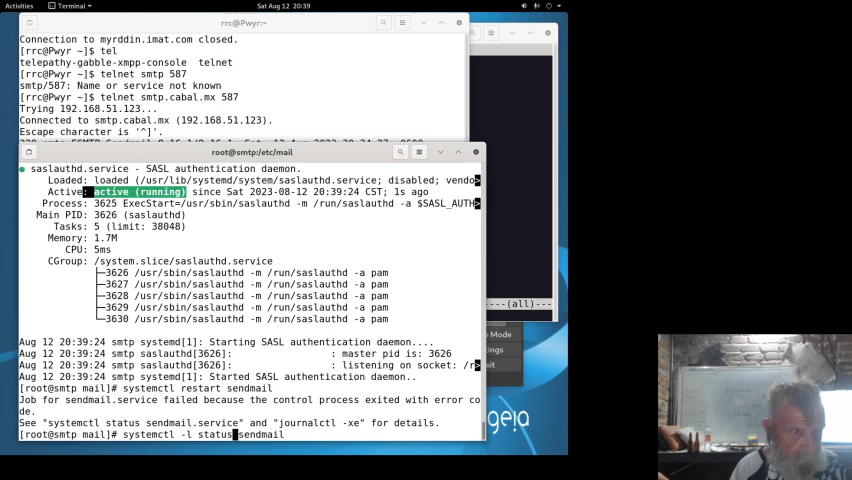 Activities Terminal Sat Aug 12 20:39
rrc@Pwyr:~
Connection to myrddin.imat.com closed.
[rrc@Pwyr ~]$ tel
telepathy-gabble-xmpp-console telnet
[rrc@Pwyr ~]$ telnet smtp 587
smtp/587: Name or service not known
[rrc@Pwyr ~]$ telnet smtp.cabal.mx 587
Trying 192.168.51.123...
Connected to smtp.cabal.mx (192.168.51.123).
Escape character is '^]'.
root@smtp:/etc/mail
● saslauthd.service - SASL authentication daemon.
Loaded: loaded (/usr/lib/systemd/system/saslauthd.service; disabled; vendo>
Active: active (running) since Sat 2023-08-12 20:39:24 CST; 1s ago
Process: 3625 ExecStart=/usr/sbin/saslauthd -m /run/saslauthd -a $SASL_AUTH>
Main PID: 3626 (saslauthd)
Tasks: 5 (limit: 38048)
Memory: 1.7M
CPU: 5ms
CGroup: /system.slice/saslauthd.service
├─3626 /usr/sbin/saslauthd -m /run/saslauthd -a pam
├─3627 /usr/sbin/saslauthd -m /run/saslauthd -a pam
├─3628 /usr/sbin/saslauthd -m /run/saslauthd -a pam
├─3629 /usr/sbin/saslauthd -m /run/saslauthd -a pam
└─3630 /usr/sbin/saslauthd -m /run/saslauthd -a pam
Aug 12 20:39:24 smtp systemd[1]: Starting SASL authentication daemon....
Aug 12 20:39:24 smtp saslauthd[3626]: : master pid is: 3626
Aug 12 20:39:24 smtp saslauthd[3626]: : listening on socket: /r>
Aug 12 20:39:24 smtp systemd[1]: Started SASL authentication daemon..
[root@smtp mail]# systemctl restart sendmail
Job for sendmail.service failed because the control process exited with error co
de.
See "systemctl status sendmail.service" and "journalctl -xe" for details.
[root@smtp mail]# systemctl -l status sendmail
----(all)---
Mode
geia